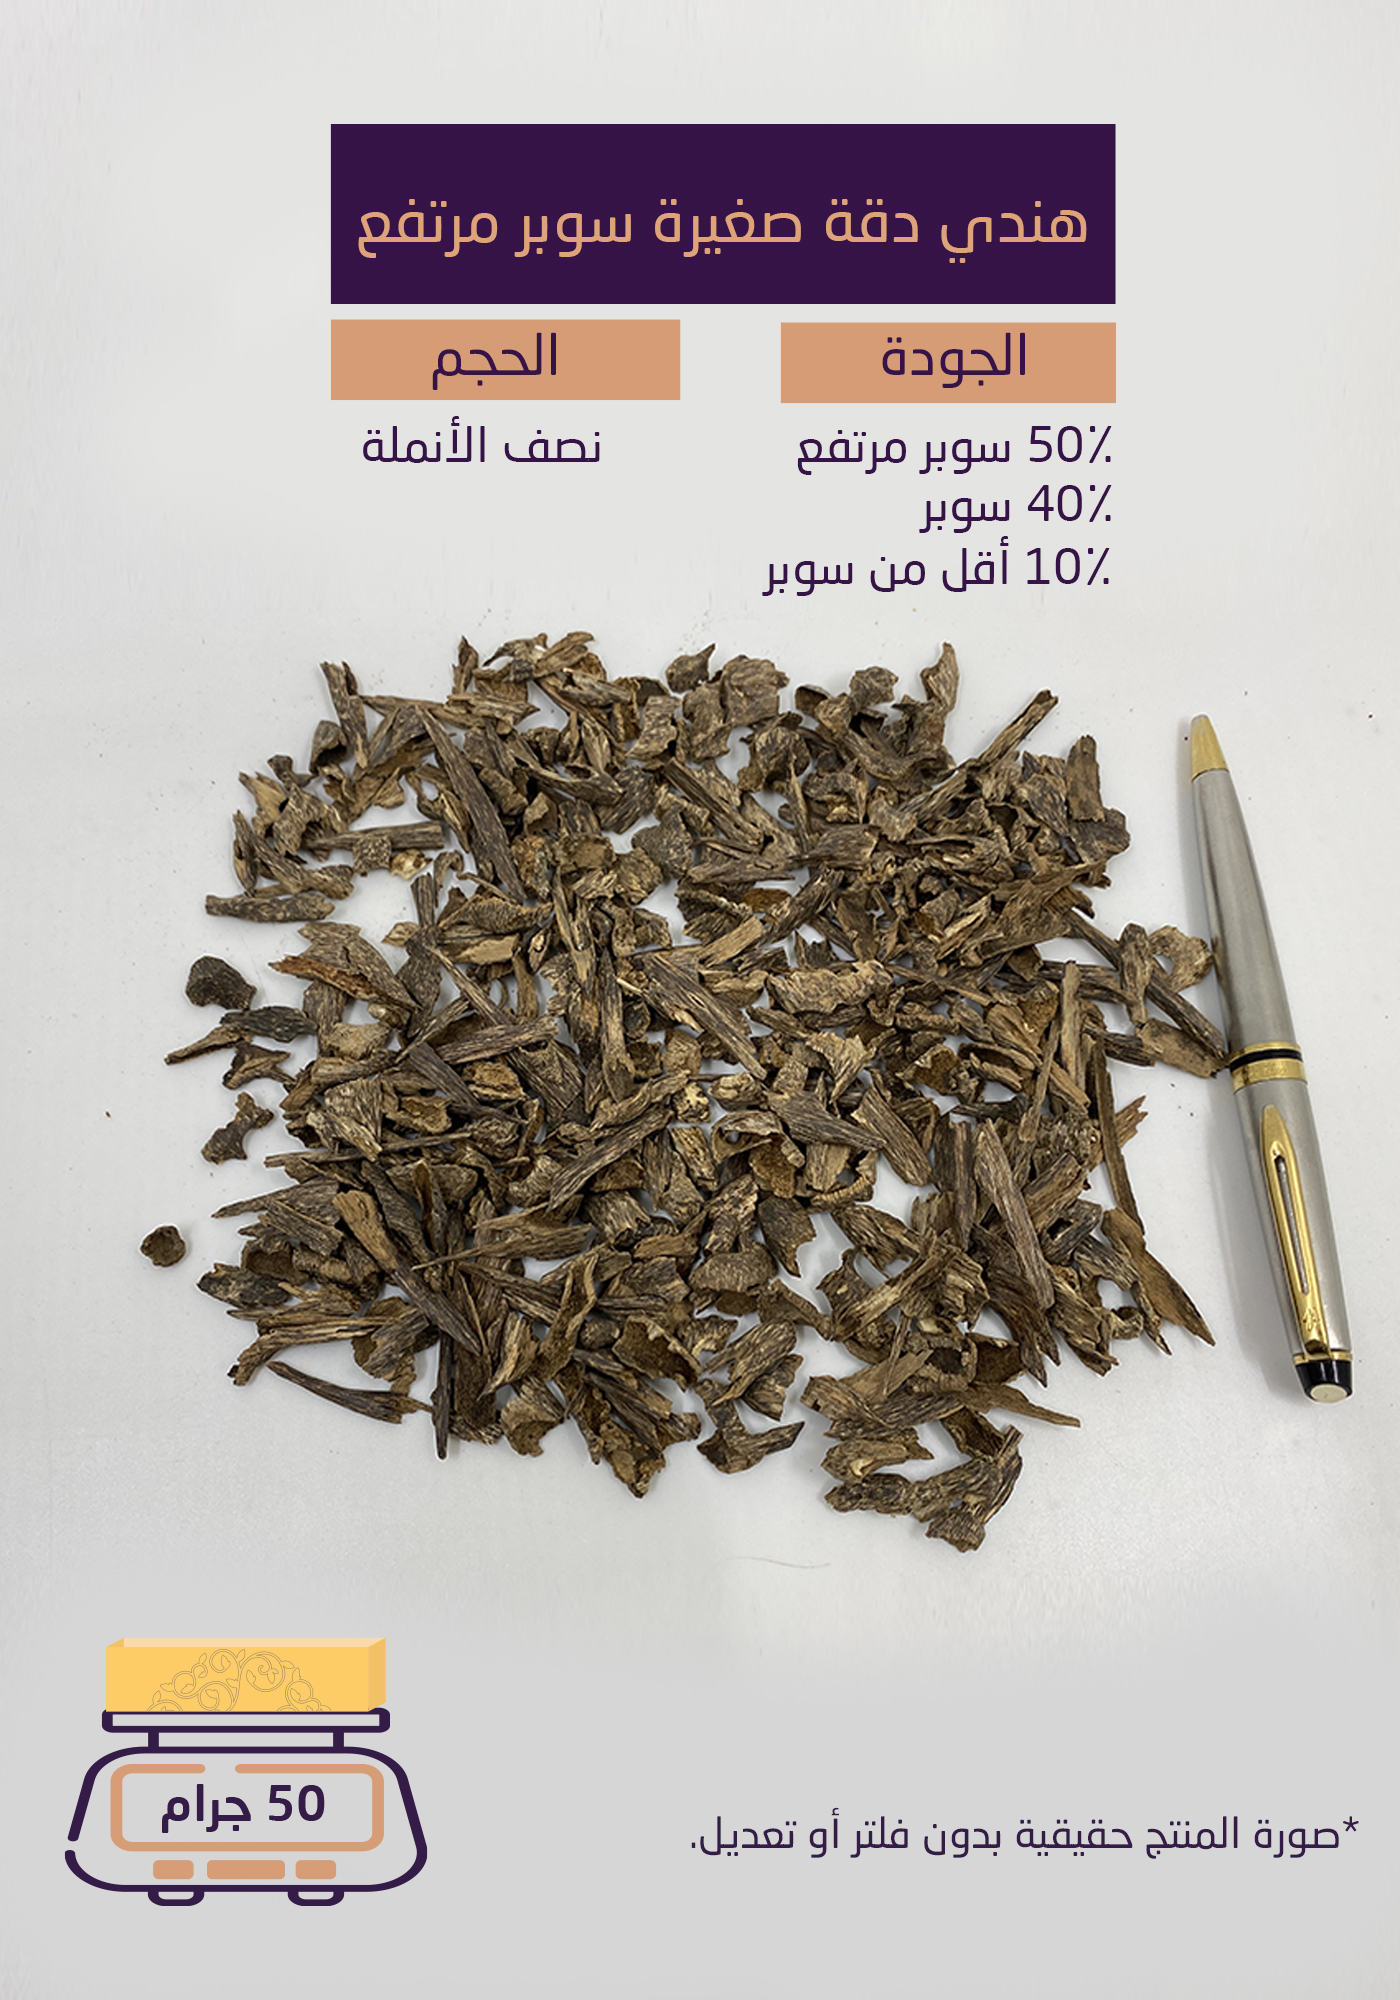 هندي دقة صغيرة سوبر مرتفع
الجودة
50٪ سوبر مرتفع
40٪ سوبر
10٪ أقل من سوبر
الحجم
نصف الأنملة
50 جرام
*صورة المنتج حقيقية بدون فلتر أو تعديل.